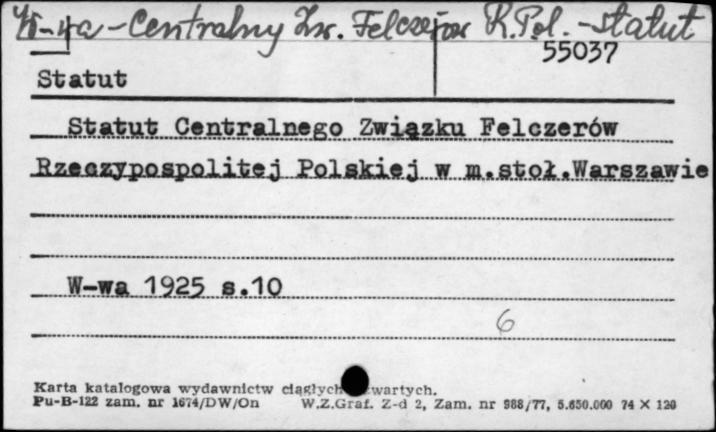 W-wa - Centralny Zw. Felczerów R. Pol. - statut
55037
Statut
Statut Centralnego Związku Felczerów
Rzeczypospolitej Polskiej w m.stoł.Warszawie
W-wa 1925 s.10
6
Karta katalogowa wydawnictw ciągłych zwartych.
Pu-B-122 zam. nr 1674/DW/On W.Z.Graf. Z-d 2, Zam. nr 988/77, 5.650.000 74 X 120